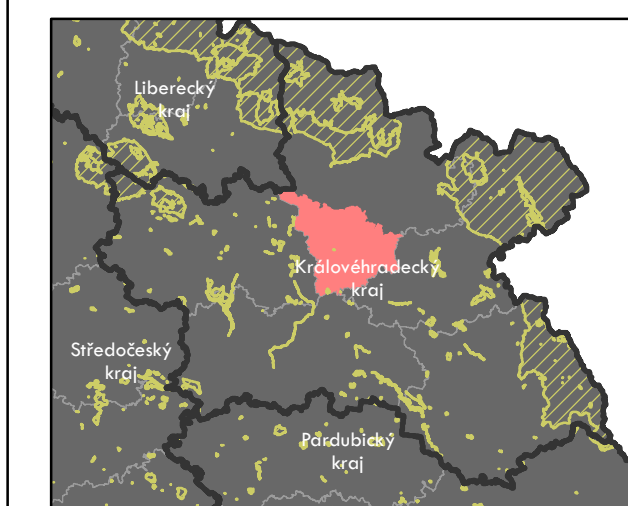 Liberecký
kraj
Královéhradecký
kraj
Středočeský
kraj
Pardubický
kraj